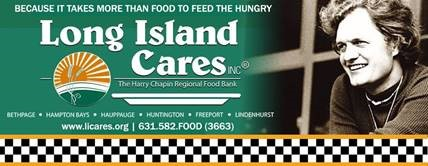 BECAUSE IT TAKES MORE THAN FOOD TO FEED THE HUNGRY
Long Island
Cares INC®
The Harry Chapin Regional Food Bank
BETHPAGE • HAMPTON BAYS • HAUPPAUGE • HUNTINGTON • FREEPORT • LINDENHURST
www.licares.org | 631.582.FOOD (3663)